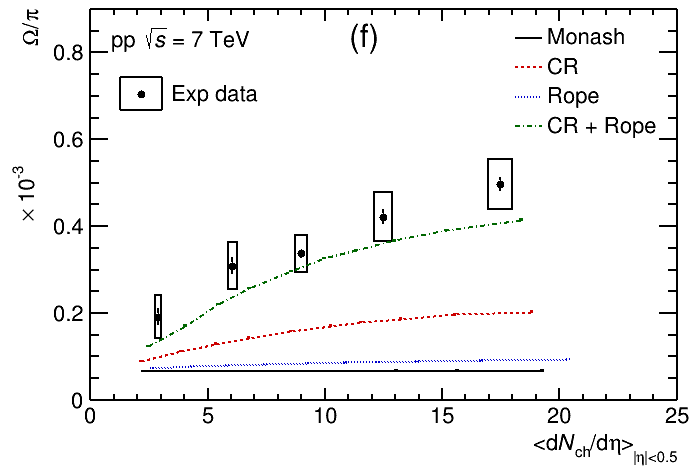 Ω/π
× 10⁻³
pp √s = 7 TeV
(f)
Exp data
Monash
CR
Rope
CR + Rope
0.8
0.6
0.4
0.2
0
0 5 10 15 20 25
<dN_ch/dη>_|η|<0.5